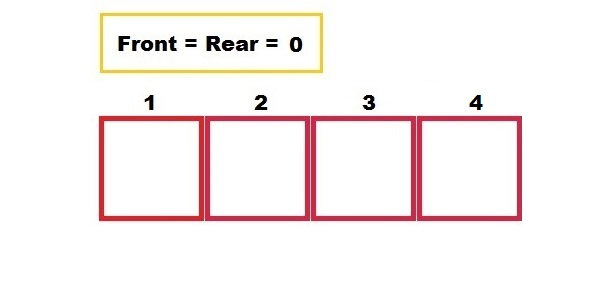 Front = Rear = 0
1 2 3 4